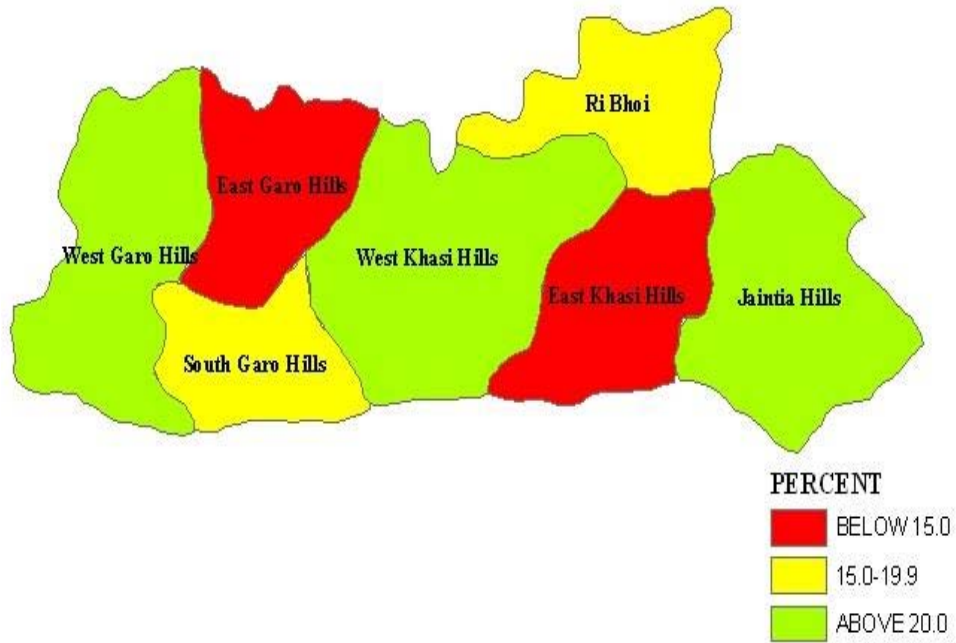 Ri Bhoi
East Garo Hills
West Garo Hills
West Khasi Hills
East Khasi Hills
Jaintia Hills
South Garo Hills
PERCENT
BELOW 15.0
15.0-19.9
ABOVE 20.0